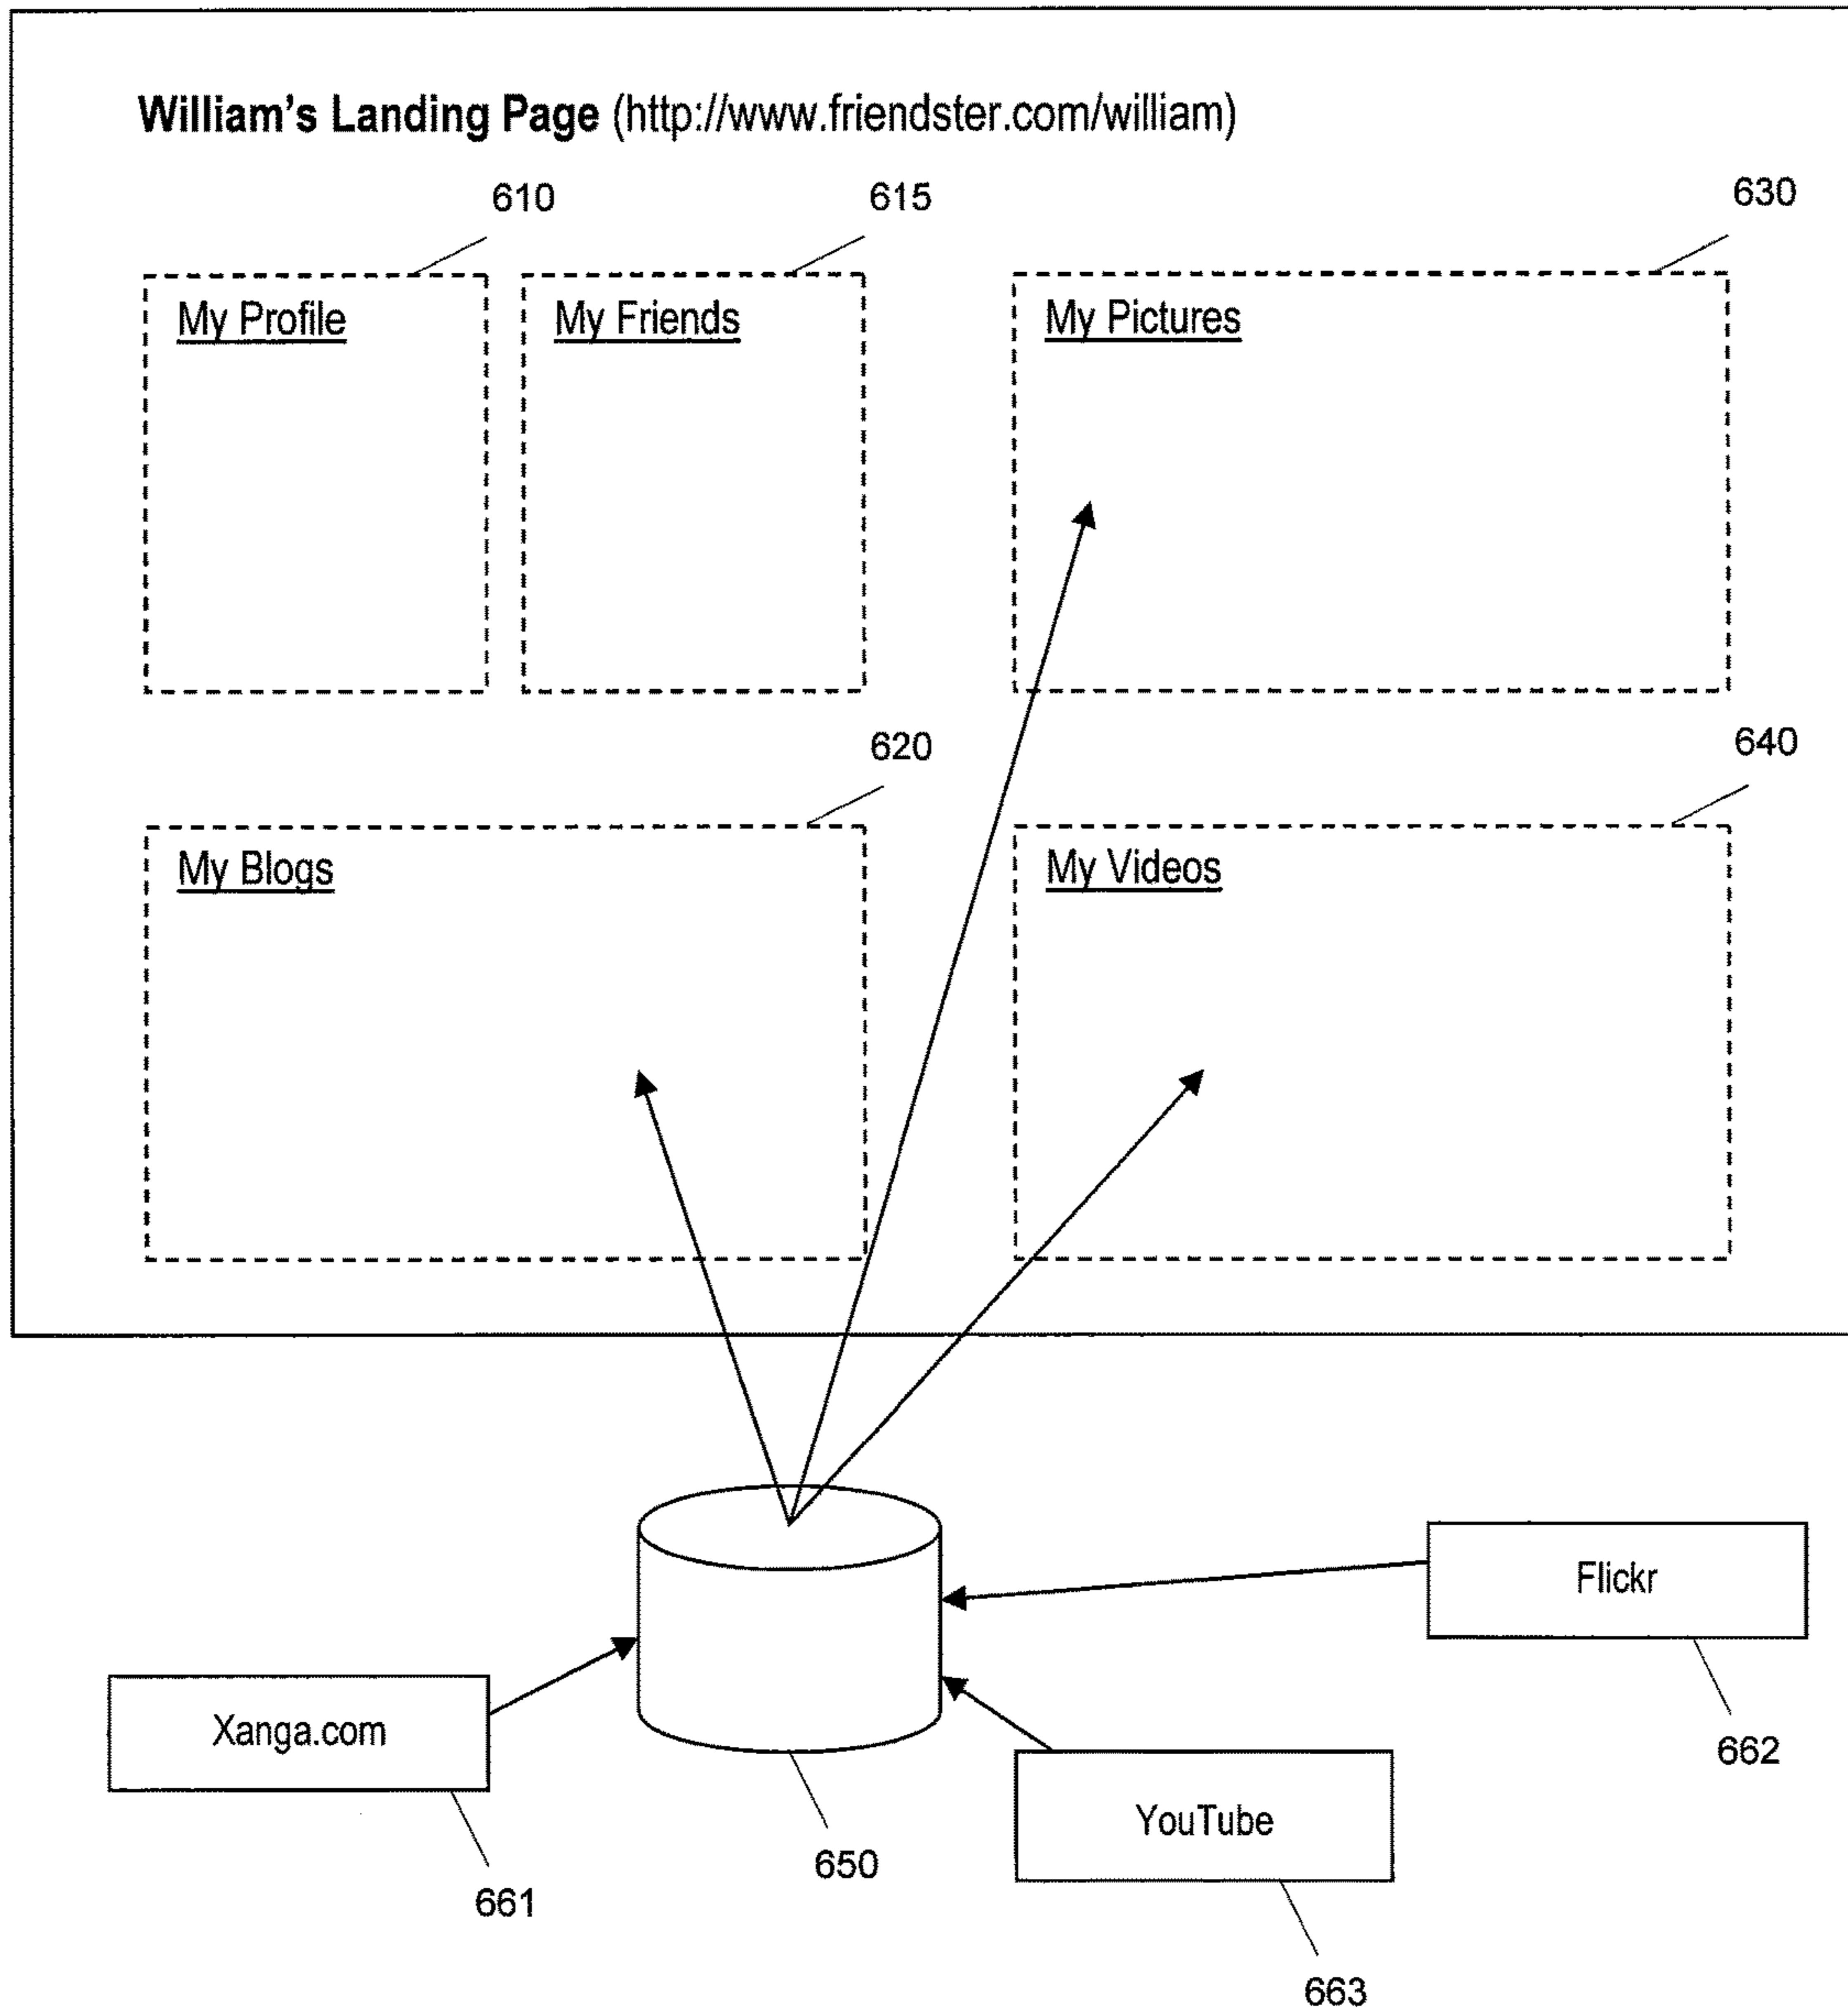 William's Landing Page (http://www.friendster.com/william)
610
615
630
My Profile
My Friends
My Pictures
620
640
My Blogs
My Videos
Flickr
Xanga.com
662
YouTube
650
661
663